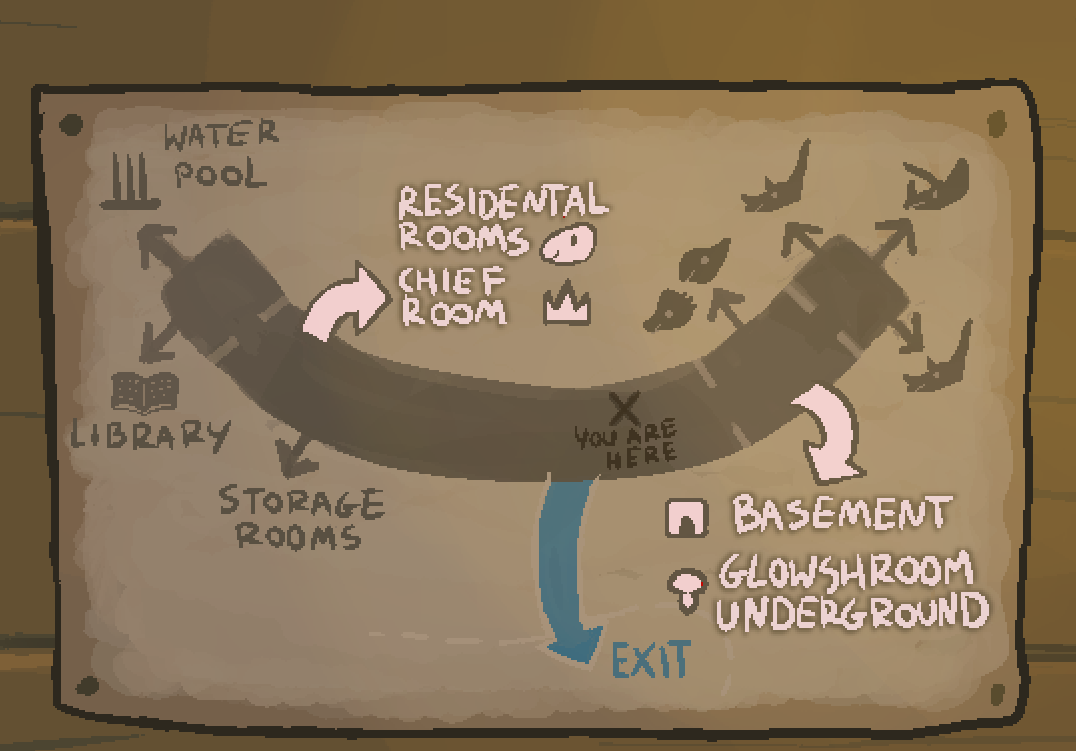 WATER
POOL
RESIDENTAL
ROOMS
CHIEF
ROOM
LIBRARY
X
YOU ARE
HERE
STORAGE
ROOMS
BASEMENT
GLOWSHROOM
UNDERGROUND
EXIT